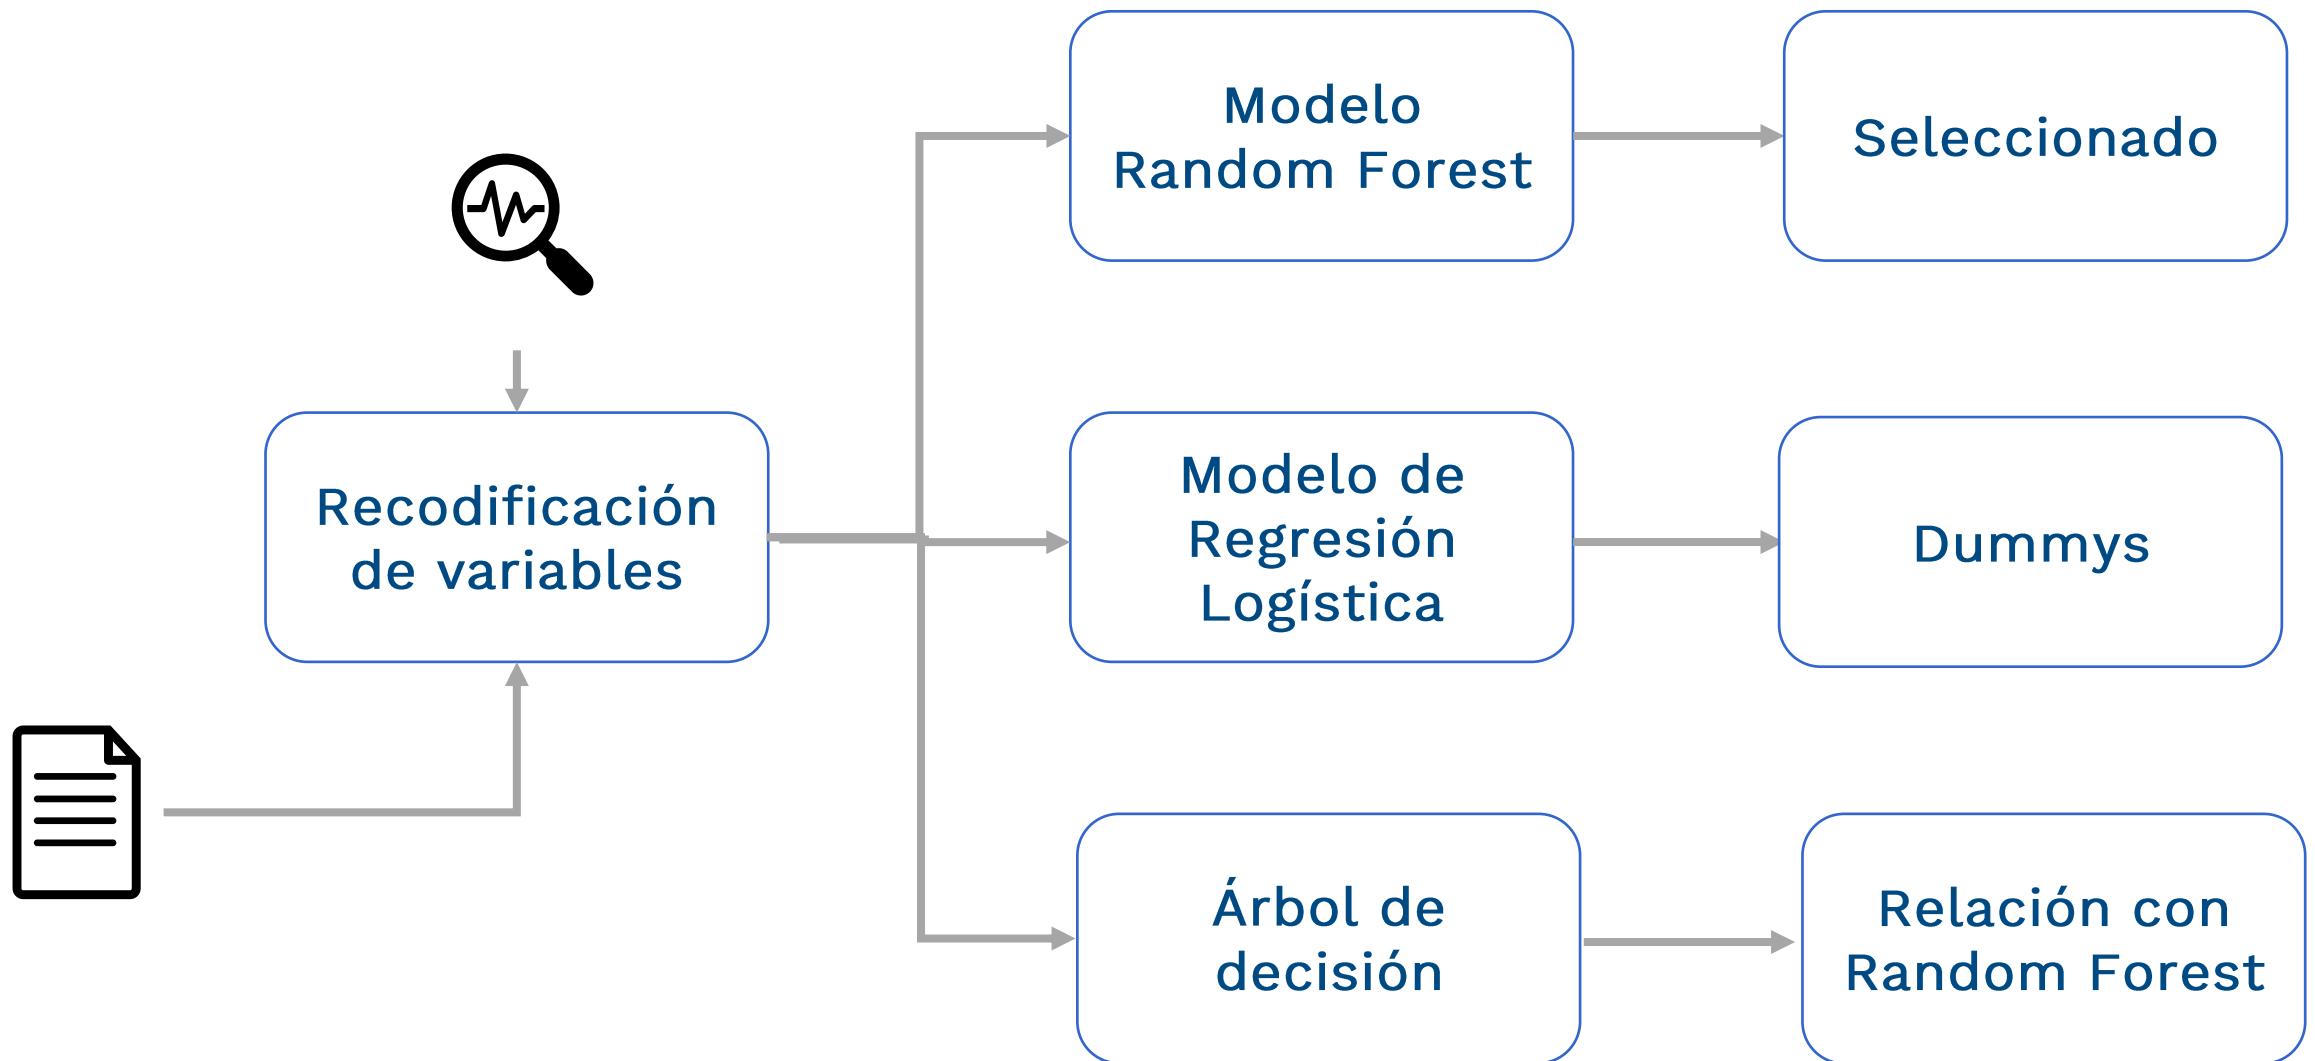 Modelo
Random Forest
Seleccionado
Recodificación
de variables
Modelo de
Regresión
Logística
Dummys
Árbol de
decisión
Relación con
Random Forest